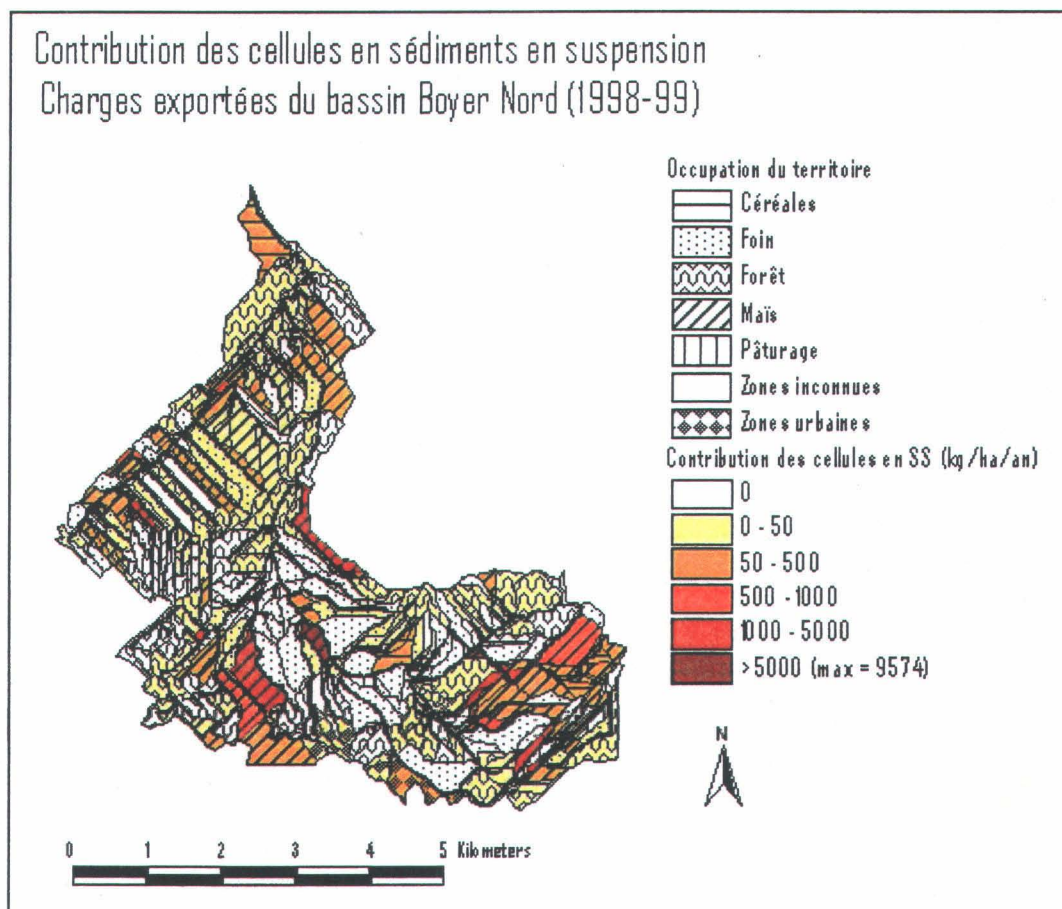 Contribution des cellules en sédiments en suspension
Charges exportées du bassin Boyer Nord (1998-99)
Occupation du territoire
Céréales
Foin
Forêt
Maïs
Pâturage
Zones inconnues
Zones urbaines
Contribution des cellules en SS (kg/ha/an)
0
0 - 50
50 - 500
500 - 1000
1000 - 5000
>5000 (max = 9574)
N
0 1 2 3 4 5 Kilometers